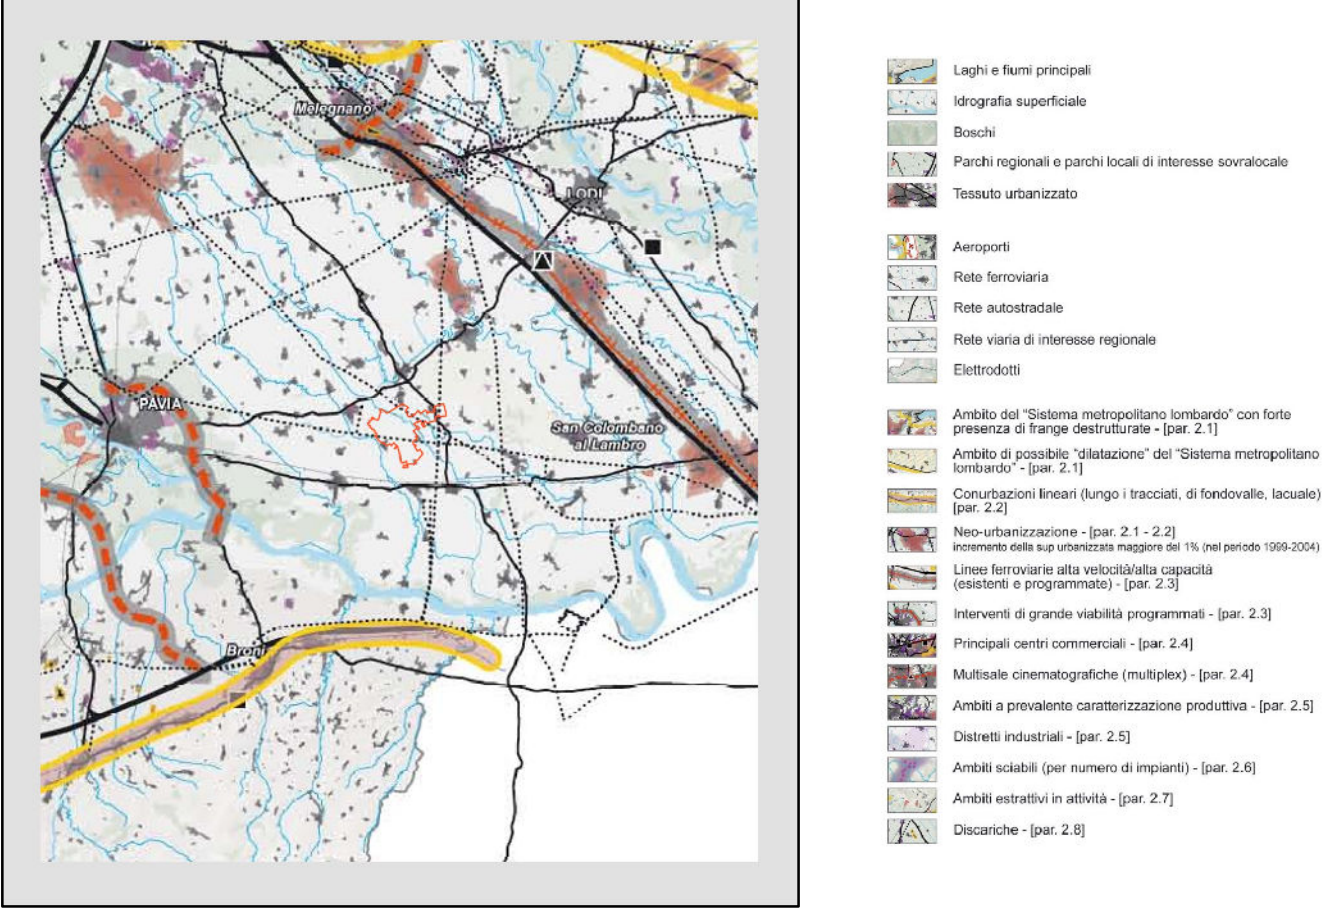 Melegnano
LODI
PAVIA
San Colombano
al Lambro
Broni
Laghi e fiumi principali
Idrografia superficiale
Boschi
Parchi regionali e parchi locali di interesse sovralocale
Tessuto urbanizzato
Aeroporti
Rete ferroviaria
Rete autostradale
Rete viaria di interesse regionale
Elettrodotti
Ambito del "Sistema metropolitano lombardo" con forte
presenza di frange destrutturate - [par. 2.1]
Ambito di possibile "dilatazione" del "Sistema metropolitano
lombardo" - [par. 2.1]
Conurbazioni lineari (lungo i tracciati, di fondovalle, lacuale)
[par. 2.2]
Neo-urbanizzazione - [par. 2.1 - 2.2]
incremento della sup urbanizzata maggiore del 1% (nel periodo 1999-2004)
Linee ferroviarie alta velocità/alta capacità
(esistenti e programmate) - [par. 2.3]
Interventi di grande viabilità programmati - [par. 2.3]
Principali centri commerciali - [par. 2.4]
Multisale cinematografiche (multiplex) - [par. 2.4]
Ambiti a prevalente caratterizzazione produttiva - [par. 2.5]
Distretti industriali - [par. 2.5]
Ambiti sciabili (per numero di impianti) - [par. 2.6]
Ambiti estrattivi in attività - [par. 2.7]
Discariche - [par. 2.8]